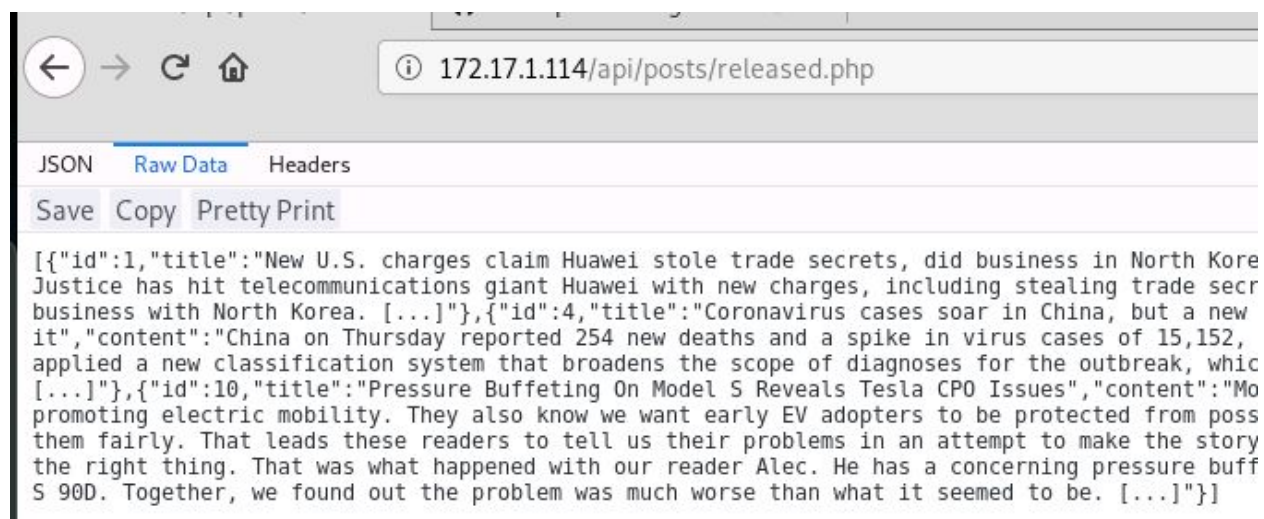 172.17.1.114/api/posts/released.php
JSON Raw Data Headers
Save Copy Pretty Print
[{"id":1,"title":"New U.S. charges claim Huawei stole trade secrets, did business in North Kore
Justice has hit telecommunications giant Huawei with new charges, including stealing trade secr
business with North Korea. [...]"},{"id":4,"title":"Coronavirus cases soar in China, but a new
it","content":"China on Thursday reported 254 new deaths and a spike in virus cases of 15,152,
applied a new classification system that broadens the scope of diagnoses for the outbreak, whic
[...]"},{"id":10,"title":"Pressure Buffeting On Model S Reveals Tesla CPO Issues","content":"Mo
promoting electric mobility. They also know we want early EV adopters to be protected from poss
them fairly. That leads these readers to tell us their problems in an attempt to make the story
the right thing. That was what happened with our reader Alec. He has a concerning pressure buff
S 90D. Together, we found out the problem was much worse than what it seemed to be. [...]"}]